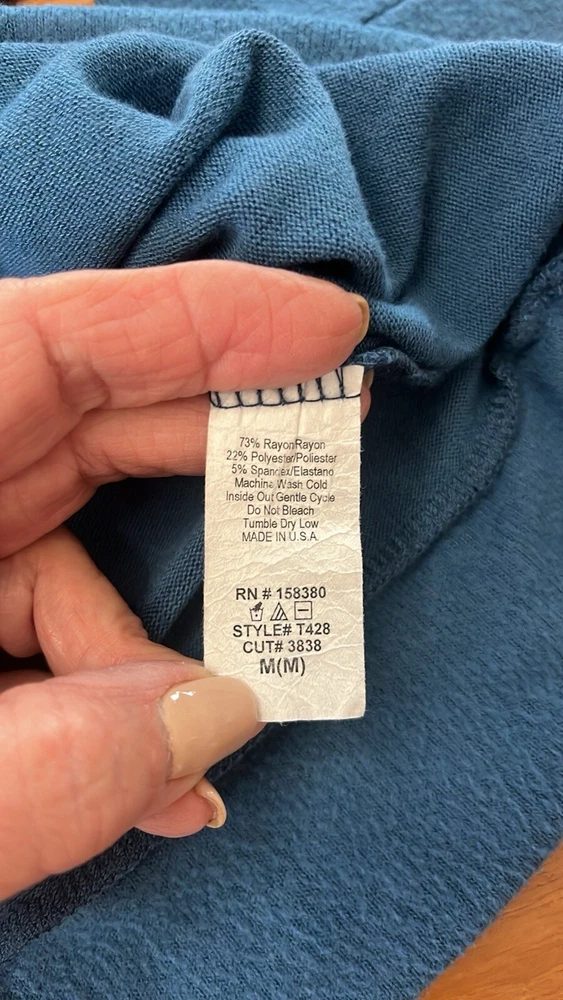 73% RayonRayon
22% Polyester/Poliester
5% Spandex/Elastano
Machine Wash Cold
Inside Out Gentle Cycle
Do Not Bleach
Tumble Dry Low
MADE IN U.S.A.
RN # 158380
STYLE# T428
CUT# 3838
M(M)